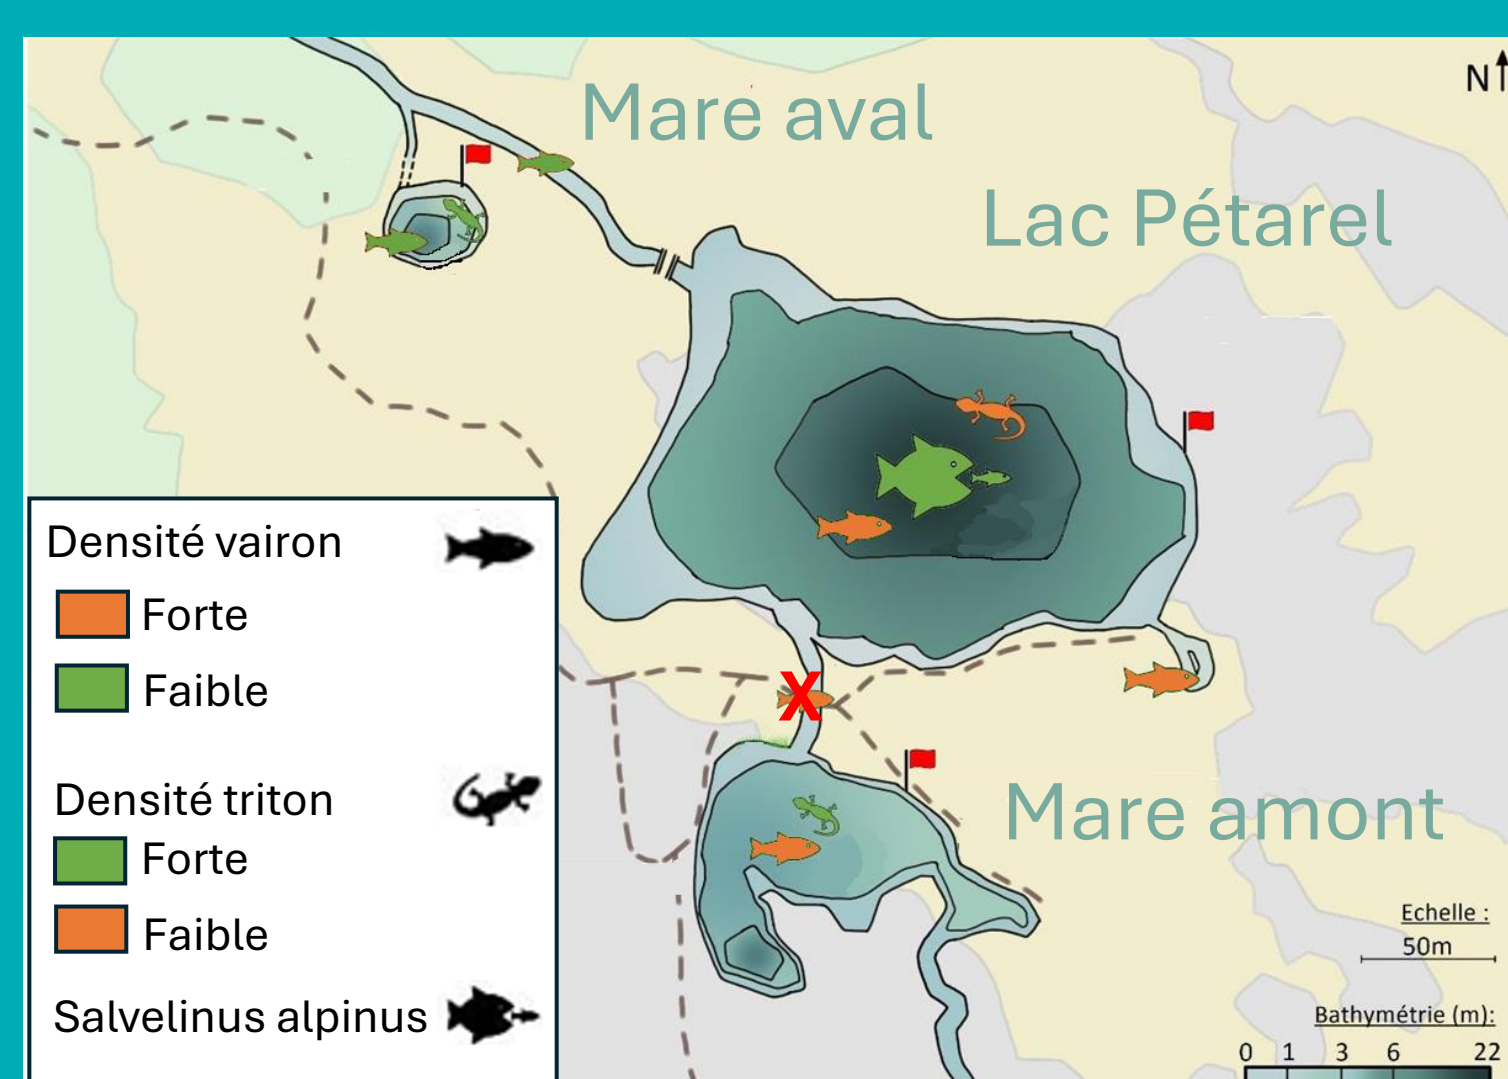 Mare aval
N
Lac Pétarel
Densité vairon
Forte
Faible
X
Densité triton
Forte
Faible
Salvelinus alpinus
Mare amont
Echelle :
50m
Bathymétrie (m):
0 1 3 6 22